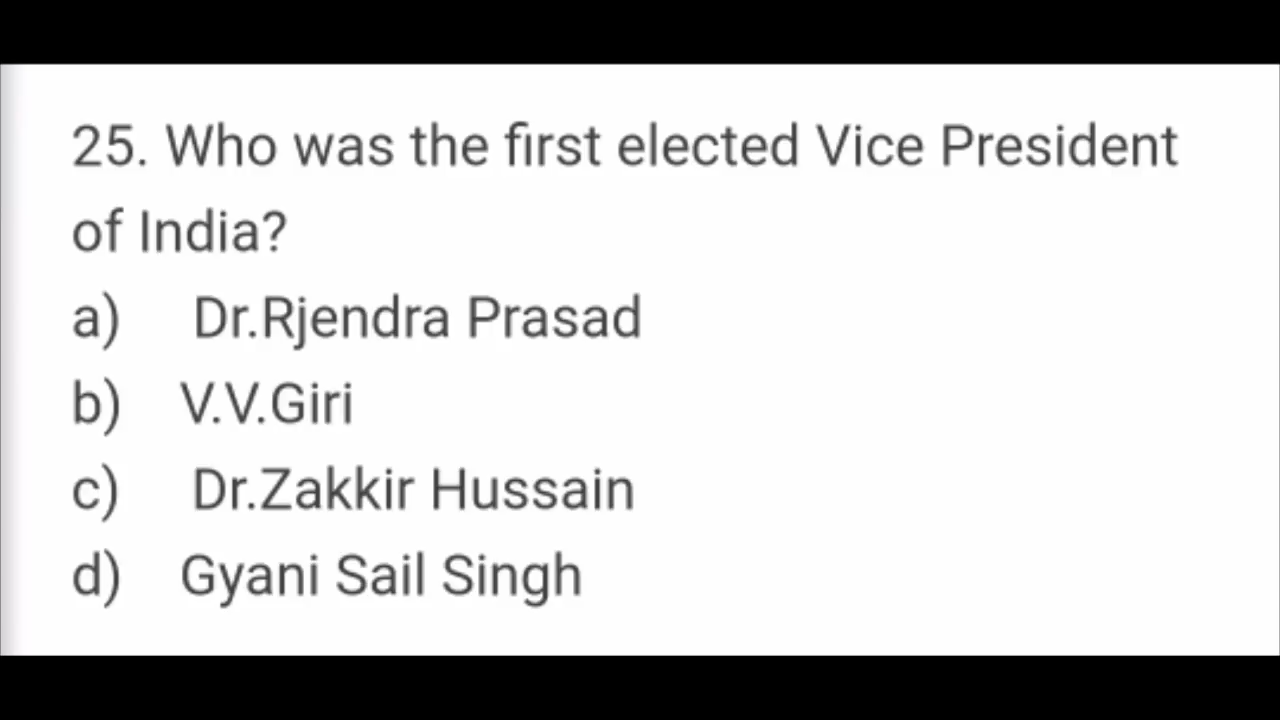 25. Who was the first elected Vice President
of India?
a) Dr.Rjendra Prasad
b) V.V.Giri
c) Dr.Zakkir Hussain
d) Gyani Sail Singh